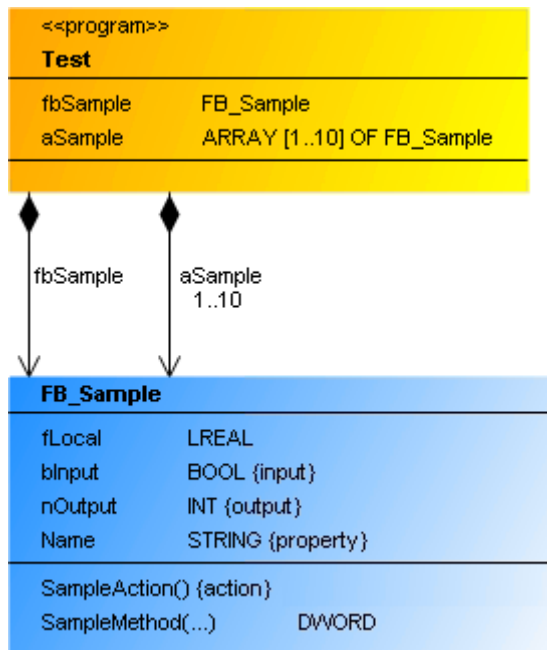 <<program>>
Test
fbSample FB_Sample
aSample ARRAY [1..10] OF FB_Sample
fbSample aSample
1..10
FB_Sample
fLocal LREAL
bInput BOOL {input}
nOutput INT {output}
Name STRING {property}
SampleAction() {action}
SampleMethod(...) DWORD